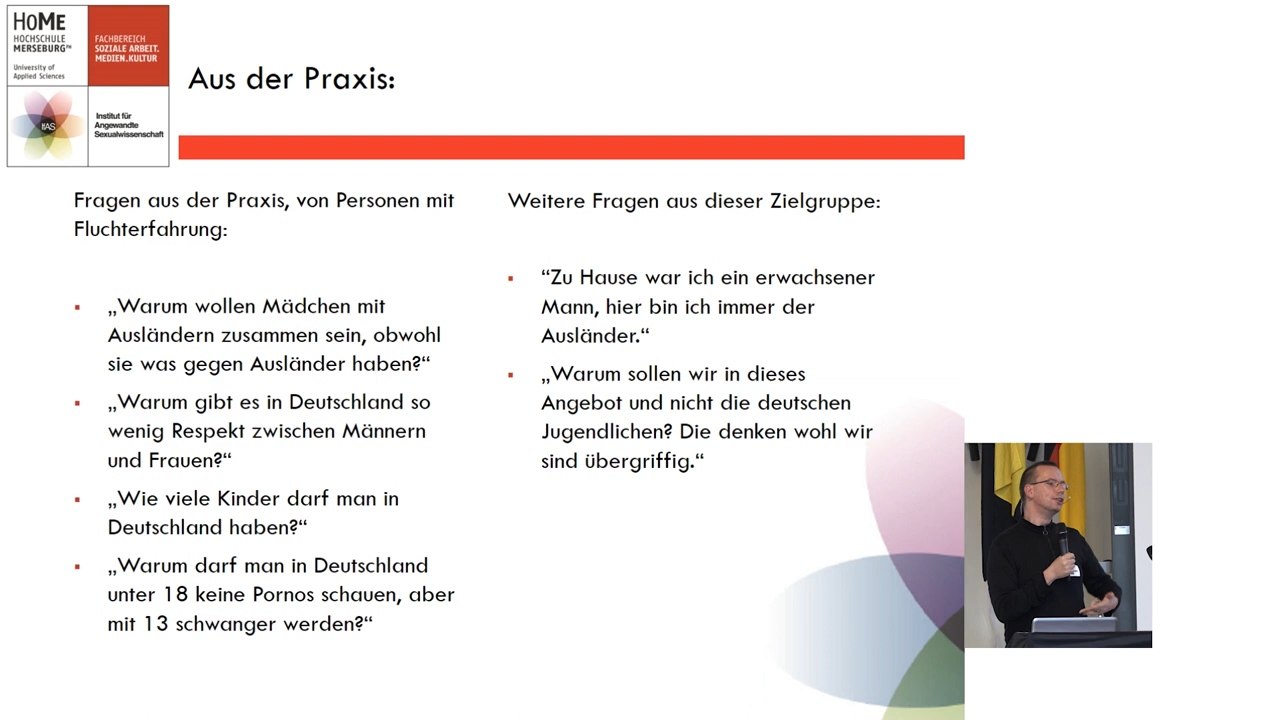 HoMe
HOCHSCHULE
MERSEBURG
University of
Applied Sciences
FACHBEREICH
SOZIALE ARBEIT.
MEDIEN.KULTUR
IfAS
Institut für
Angewandte
Sexualwissenschaft
Aus der Praxis:
Fragen aus der Praxis, von Personen mit
Fluchterfahrung:
▪ „Warum wollen Mädchen mit
Ausländern zusammen sein, obwohl
sie was gegen Ausländer haben?“
▪ „Warum gibt es in Deutschland so
wenig Respekt zwischen Männern
und Frauen?“
▪ „Wie viele Kinder darf man in
Deutschland haben?“
▪ „Warum darf man in Deutschland
unter 18 keine Pornos schauen, aber
mit 13 schwanger werden?“
Weitere Fragen aus dieser Zielgruppe:
▪ “Zu Hause war ich ein erwachsener
Mann, hier bin ich immer der
Ausländer.“
▪ „Warum sollen wir in dieses
Angebot und nicht die deutschen
Jugendlichen? Die denken wohl wir
sind übergriffig.“